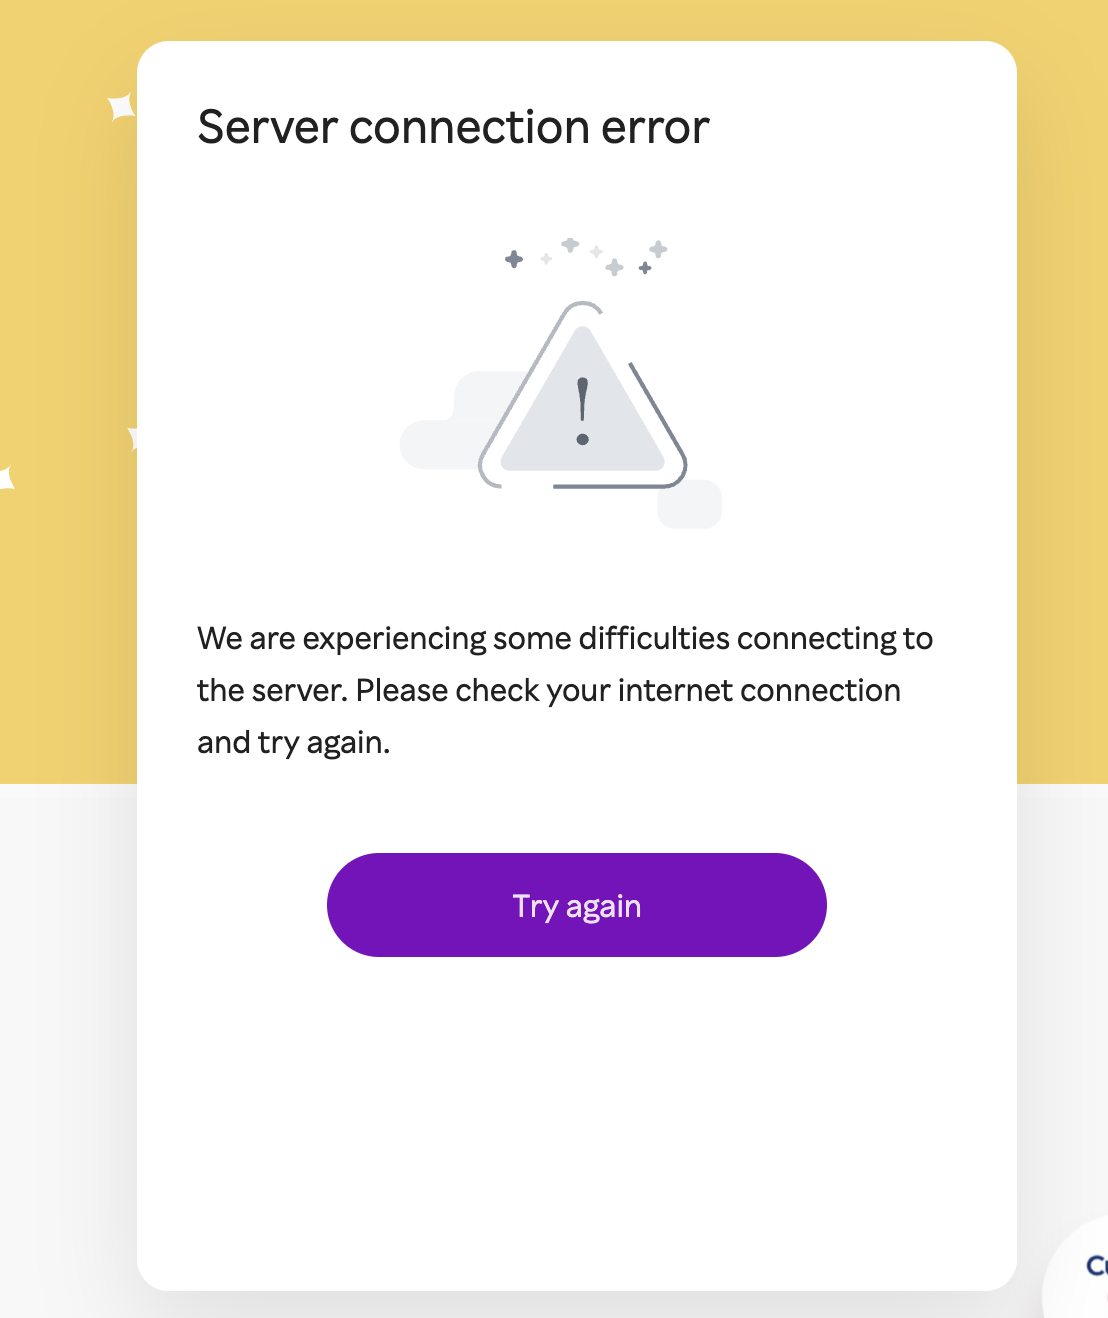 Server connection error
!
We are experiencing some difficulties connecting to
the server. Please check your internet connection
and try again.
Try again